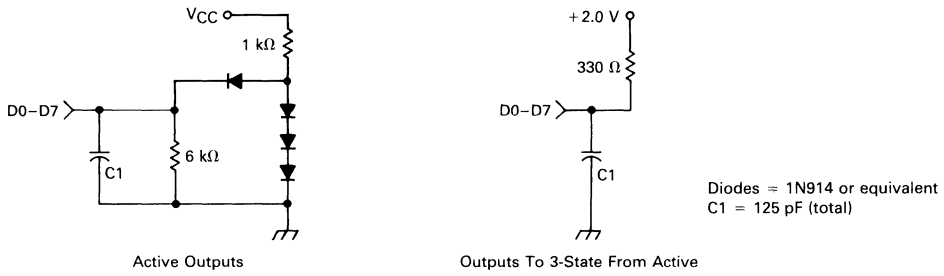 VCC
1 kΩ
D0–D7
C1
6 kΩ
Active Outputs
+2.0 V
330 Ω
D0–D7
C1
Outputs To 3-State From Active
Diodes = 1N914 or equivalent
C1 = 125 pF (total)